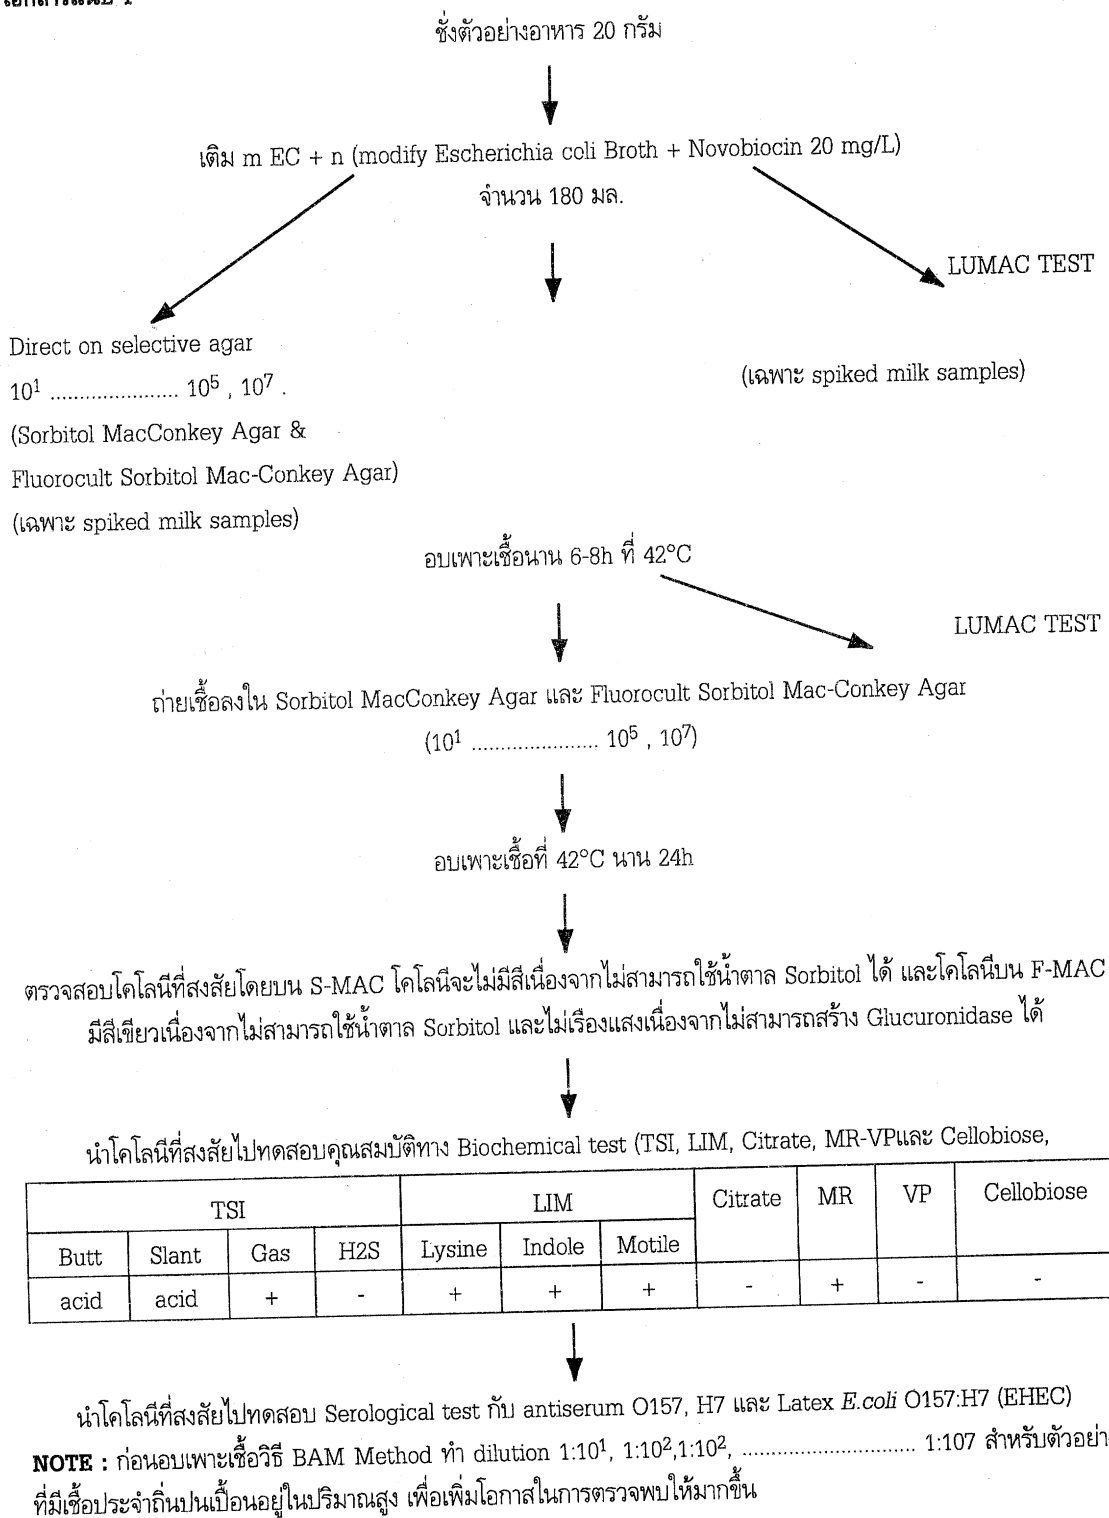 ชั่งตัวอย่างอาหาร 20 กรัม
เติม m EC + n (modify Escherichia coli Broth + Novobiocin 20 mg/L)
จำนวน 180 มล.
LUMAC TEST
(เฉพาะ spiked milk samples)
Direct on selective agar
10¹ ...................... 10⁵ , 10⁷ .
(Sorbitol MacConkey Agar &
Fluorocult Sorbitol Mac-Conkey Agar)
(เฉพาะ spiked milk samples)
อบเพาะเชื้อนาน 6-8h ที่ 42°C
LUMAC TEST
ถ่ายเชื้อลงใน Sorbitol MacConkey Agar และ Fluorocult Sorbitol Mac-Conkey Agar
(10¹ ...................... 10⁵ , 10⁷)
อบเพาะเชื้อที่ 42°C นาน 24h
ตรวจสอบโคโลนีที่สงสัยโดยบน S-MAC โคโลนีจะไม่มีสีเนื่องจากไม่สามารถใช้น้ำตาล Sorbitol ได้ และโคโลนีบน F-MAC
มีสีเขียวเนื่องจากไม่สามารถใช้น้ำตาล Sorbitol และไม่เรืองแสงเนื่องจากไม่สามารถสร้าง Glucuronidase ได้
นำโคโลนีที่สงสัยไปทดสอบคุณสมบัติทาง Biochemical test (TSI, LIM, Citrate, MR-VPและ Cellobiose,
TSI LIM Citrate MR VP Cellobiose
Butt Slant Gas H2S Lysine Indole Motile
acid acid + - + + + - + - -
นำโคโลนีที่สงสัยไปทดสอบ Serological test กับ antiserum O157, H7 และ Latex E.coli O157:H7 (EHEC)
NOTE : ก่อนอบเพาะเชื้อวิธี BAM Method ทำ dilution 1:10¹, 1:10²,1:10², ............................. 1:107 สำหรับตัวอย่าง
ที่มีเชื้อประจำถิ่นปนเปื้อนอยู่ในปริมาณสูง เพื่อเพิ่มโอกาสในการตรวจพบให้มากขึ้น